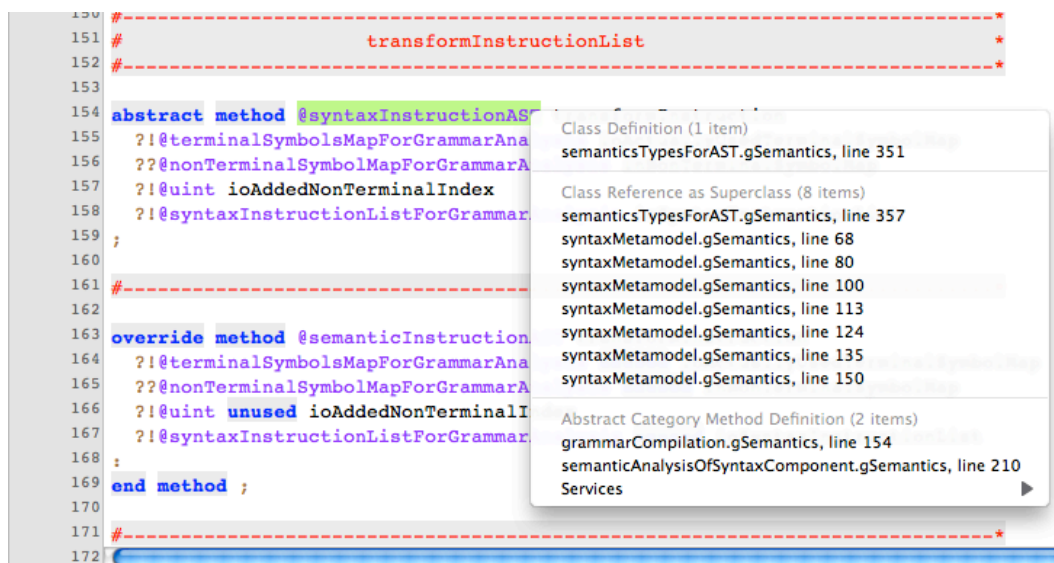 150 #-----------------------------------------------------------------------------*
151 # transformInstructionList *
152 #-----------------------------------------------------------------------------*
153
154 abstract method @syntaxInstructionAST
155 ?!@terminalSymbolsMapForGrammarAna
156 ??@nonTerminalSymbolMapForGrammarA
157 ?!@uint ioAddedNonTerminalIndex
158 ?!@syntaxInstructionListForGrammar
159 ;
160
161 #-----------------------------------------
162
163 override method @semanticInstruction
164 ?!@terminalSymbolsMapForGrammarAna
165 ??@nonTerminalSymbolMapForGrammarA
166 ?!@uint unused ioAddedNonTerminalI
167 ?!@syntaxInstructionListForGrammar
168 :
169 end method ;
170
171 #-----------------------------------------------------------------------------*
172
Class Definition (1 item)
semanticsTypesForAST.gSemantics, line 351
Class Reference as Superclass (8 items)
semanticsTypesForAST.gSemantics, line 357
syntaxMetamodel.gSemantics, line 68
syntaxMetamodel.gSemantics, line 80
syntaxMetamodel.gSemantics, line 100
syntaxMetamodel.gSemantics, line 113
syntaxMetamodel.gSemantics, line 124
syntaxMetamodel.gSemantics, line 135
syntaxMetamodel.gSemantics, line 150
Abstract Category Method Definition (2 items)
grammarCompilation.gSemantics, line 154
semanticAnalysisOfSyntaxComponent.gSemantics, line 210
Services